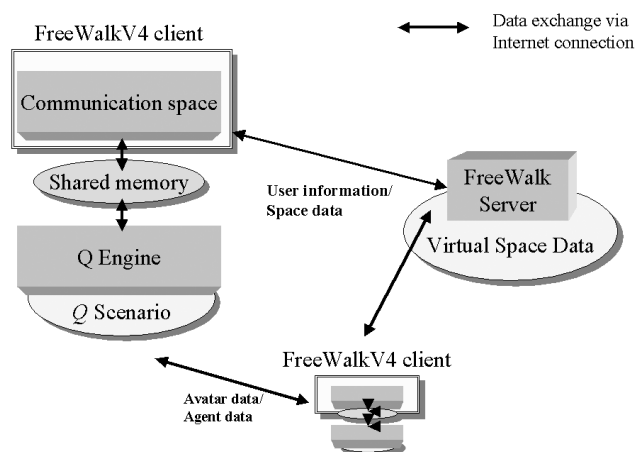 Data exchange via
Internet connection
FreeWalkV4 client
Communication space
Shared memory
User information/
Space data
FreeWalk
Server
Virtual Space Data
Q Engine
Q Scenario
FreeWalkV4 client
Avatar data/
Agent data